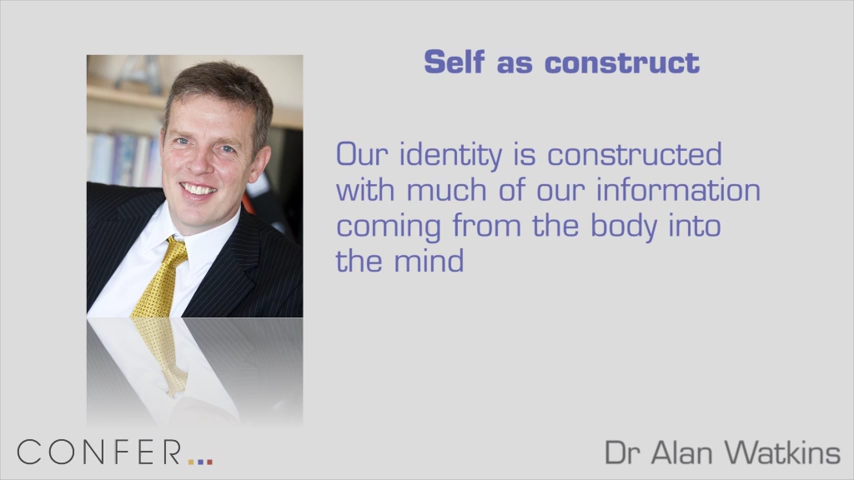 Self as construct
Our identity is constructed
with much of our information
coming from the body into
the mind
CONFER...
Dr Alan Watkins